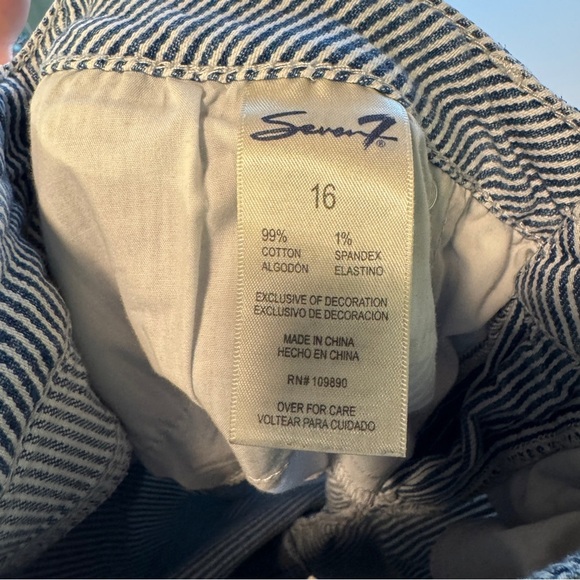 Seven7®
16
99% 1%
COTTON SPANDEX
ALGODÓN ELASTINO
EXCLUSIVE OF DECORATION
EXCLUSIVO DE DECORACIÓN
MADE IN CHINA
HECHO EN CHINA
RN# 109890
OVER FOR CARE
VOLTEAR PARA CUIDADO